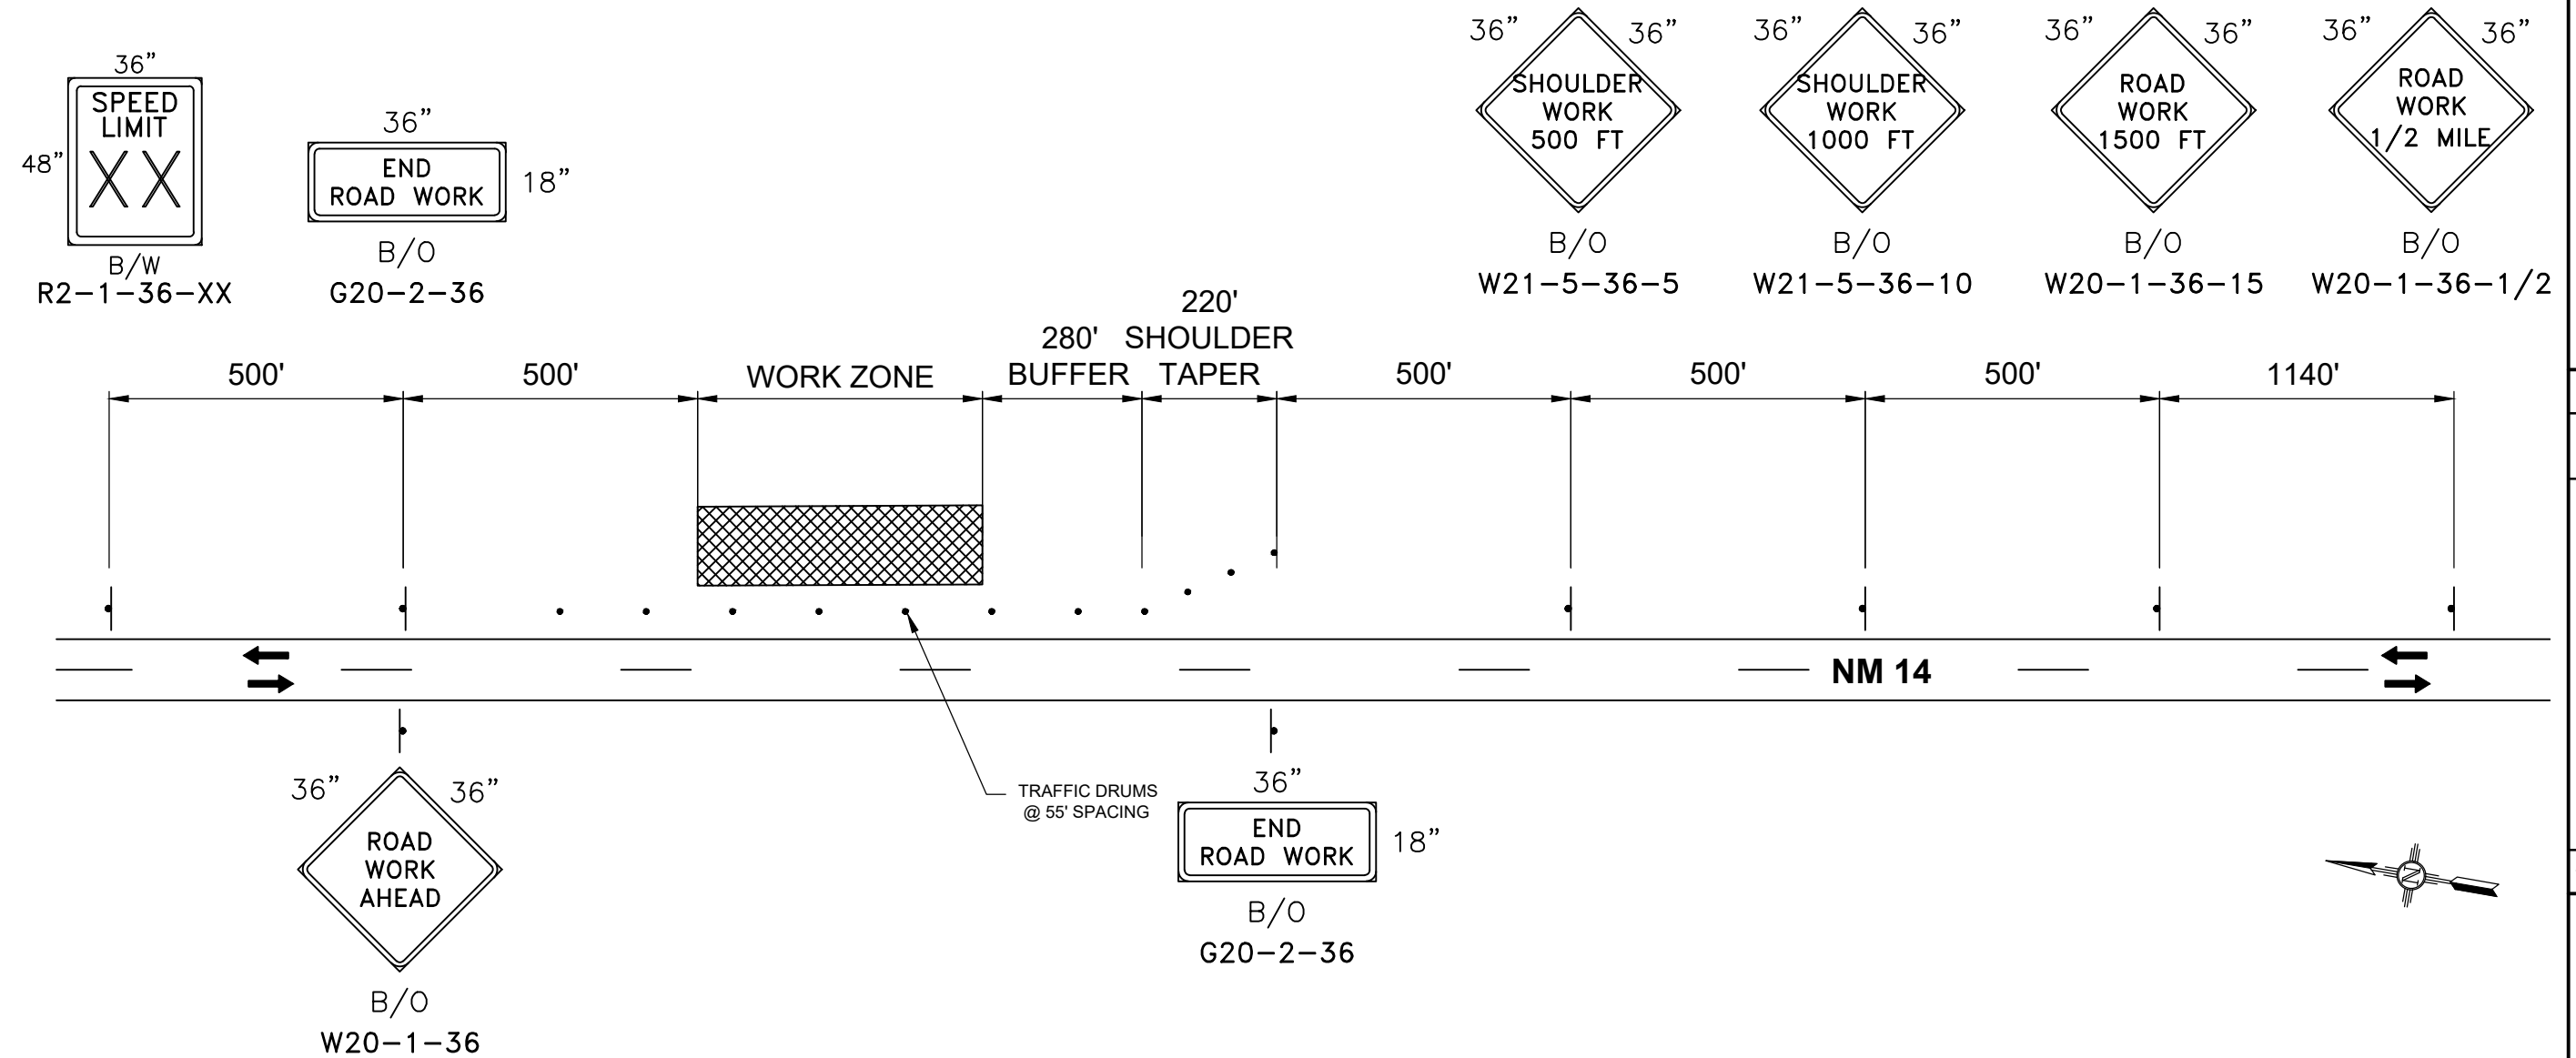 36"
SPEED
LIMIT
XX
48"
B/W
R2-1-36-XX
36"
END
ROAD WORK
18"
B/O
G20-2-36
36"
36"
SHOULDER
WORK
500 FT
B/O
W21-5-36-5
36"
36"
SHOULDER
WORK
1000 FT
B/O
W21-5-36-10
36"
36"
ROAD
WORK
1500 FT
B/O
W20-1-36-15
36"
36"
ROAD
WORK
1/2 MILE
B/O
W20-1-36-1/2
500'
500'
WORK ZONE
280'
BUFFER
220'
SHOULDER
TAPER
500'
500'
500'
1140'
NM 14
36"
36"
ROAD
WORK
AHEAD
B/O
W20-1-36
TRAFFIC DRUMS
@ 55' SPACING
36"
END
ROAD WORK
18"
B/O
G20-2-36
N